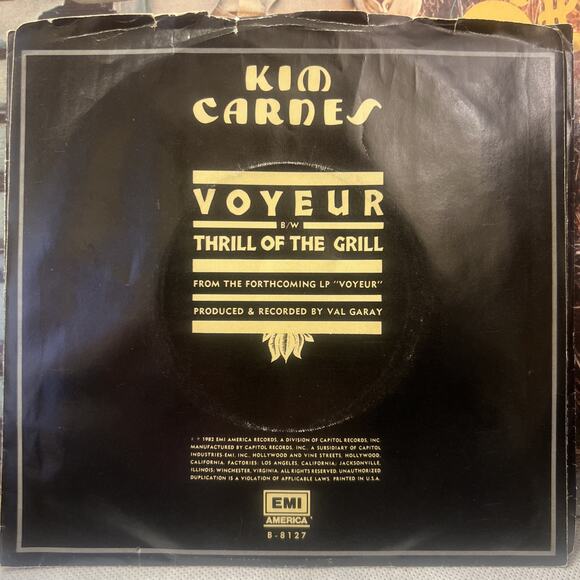 KIM
CARNES
VOYEUR
B/W
THRILL OF THE GRILL
FROM THE FORTHCOMING LP "VOYEUR"
PRODUCED & RECORDED BY VAL GARAY
℗ 1982 EMI AMERICA RECORDS, A DIVISION OF CAPITOL RECORDS, INC.
MANUFACTURED BY CAPITOL RECORDS, INC., A SUBSIDIARY OF CAPITOL
INDUSTRIES-EMI, INC., HOLLYWOOD AND VINE STREETS, HOLLYWOOD,
CALIFORNIA. FACTORIES: LOS ANGELES, CALIFORNIA; JACKSONVILLE,
ILLINOIS; WINCHESTER, VIRGINIA. ALL RIGHTS RESERVED. UNAUTHORIZED
DUPLICATION IS A VIOLATION OF APPLICABLE LAWS. PRINTED IN U.S.A.
EMI
AMERICA
B-8127